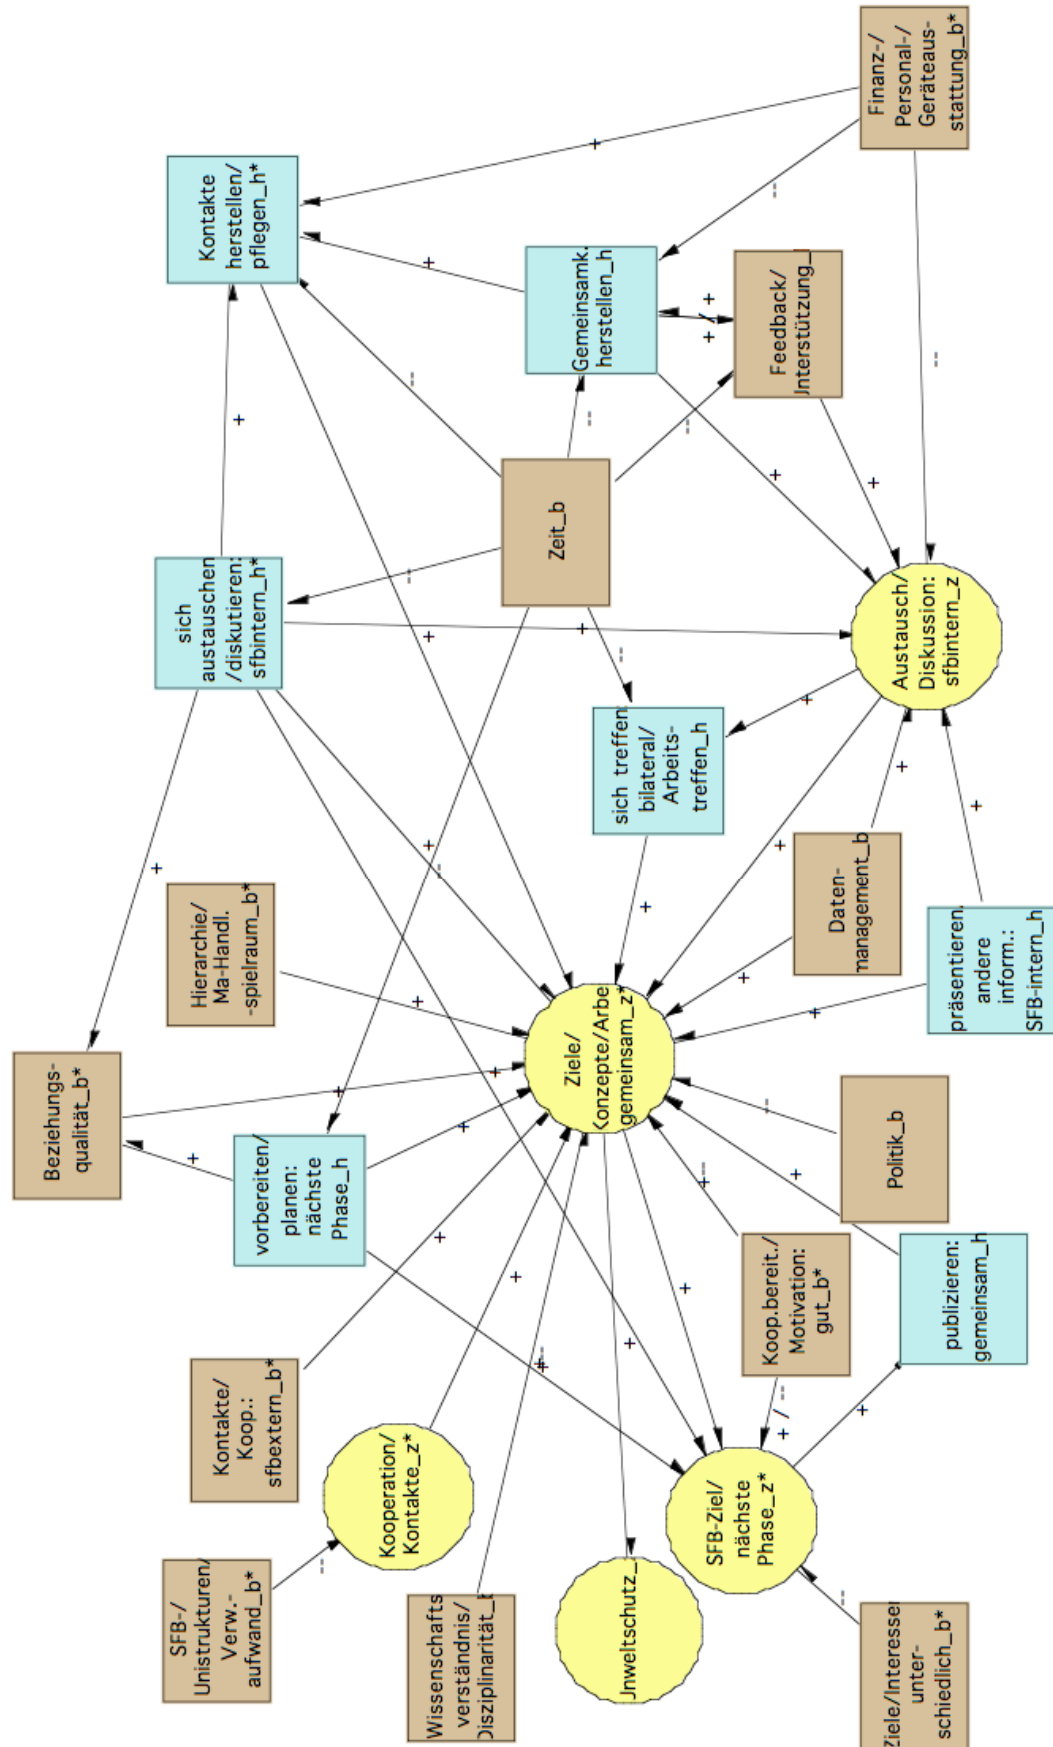 Beziehungs-
qualität_b*
SFB-/
Unistrukturen/
Verw.-
aufwand_b*
Hierarchie/
Ma-Handl.
-spielraum_b*
sich
austauschen
/diskutieren:
sfbintern_h*
Kontakte
herstellen/
pflegen_h*
Kontakte/
Koop.:
sfbextern_b*
vorbereiten/
planen:
nächste
Phase_h
Kooperation/
Kontakte_z*
Wissenschafts
verständnis/
Disziplinarität_b
Zeit_b
Gemeinsamk.
herstellen_h
Ziele/
Konzepte/Arbe
gemeinsam_z*
Umweltschutz_
sich treffen:
bilateral/
Arbeits-
treffen_h
SFB-Ziel/
nächste
Phase_z*
Feedback/
Unterstützung_
Koop.bereit./
Motivation:
gut_b*
Daten-
management_b
Politik_b
Finanz-/
Personal-/
Geräteaus-
stattung_b*
Ziele/Interessen
unter-
schiedlich_b*
Austausch/
Diskussion:
sfbintern_z
publizieren:
gemeinsam_h
präsentieren.
andere
inform.:
SFB-intern_h
+
+
+
+
--
+
+
--
--
--
+
+
+
+
+
+
+
+
+
--
--
+
--
+
+
+
--
+ / +
--
+
--
+
--
+
+
+
+
+ / --
+
--
+
+
--
+